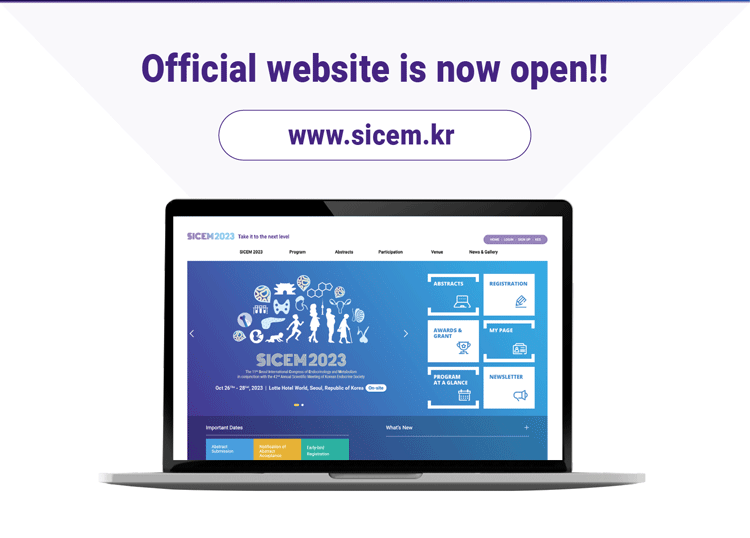 Official website is now open!!
www.sicem.kr
SICEM2023 Take it to the next level
HOME LOGIN SIGN UP KES
SICEM 2023 Program Abstracts Participation Venue News & Gallery
ABSTRACTS
REGISTRATION
AWARDS &
GRANT
MY PAGE
PROGRAM
AT A GLANCE
NEWSLETTER
SICEM2023
The 11th Seoul International Congress of Endocrinology and Metabolism
in conjunction with the 42nd Annual Scientific Meeting of Korean Endocrine Society
Oct 26TH - 28TH, 2023 | Lotte Hotel World, Seoul, Republic of Korea On-site
Important Dates
What's New +
Abstract
Submission
Notification of
Abstract
Acceptance
Early-bird
Registration